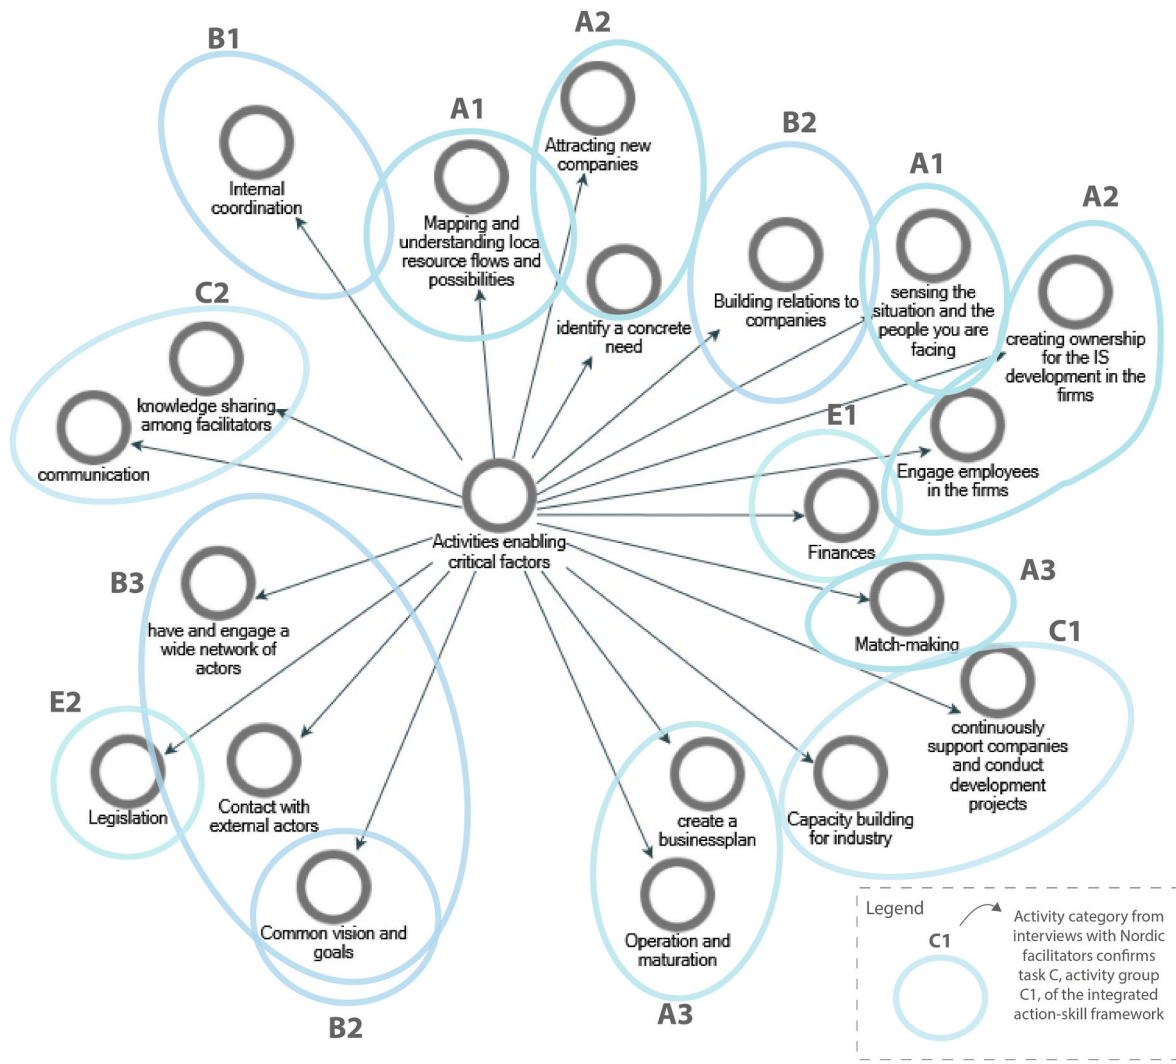 B1
A2
A1
B2
A1
A2
Attracting new
companies
Internal
coordination
Mapping and
understanding loca
resource flows and
possibilities
C2
identify a concrete
need
Building relations to
companies
sensing the
situation and the
people you are
facing
creating ownership
for the IS
development in the
firms
knowledge sharing
among facilitators
communication
E1
Engage employees
in the firms
Activities enabling
critical factors
Finances
B3
A3
have and engage a
wide network of
actors
Match-making
C1
E2
Legislation
Contact with
external actors
create a
businessplan
Capacity building
for industry
continuously
support companies
and conduct
development
projects
Common vision and
goals
Operation and
maturation
B2
A3
Legend
C1
Activity category from
interviews with Nordic
facilitators confirms
task C, activity group
C1, of the integrated
action-skill framework